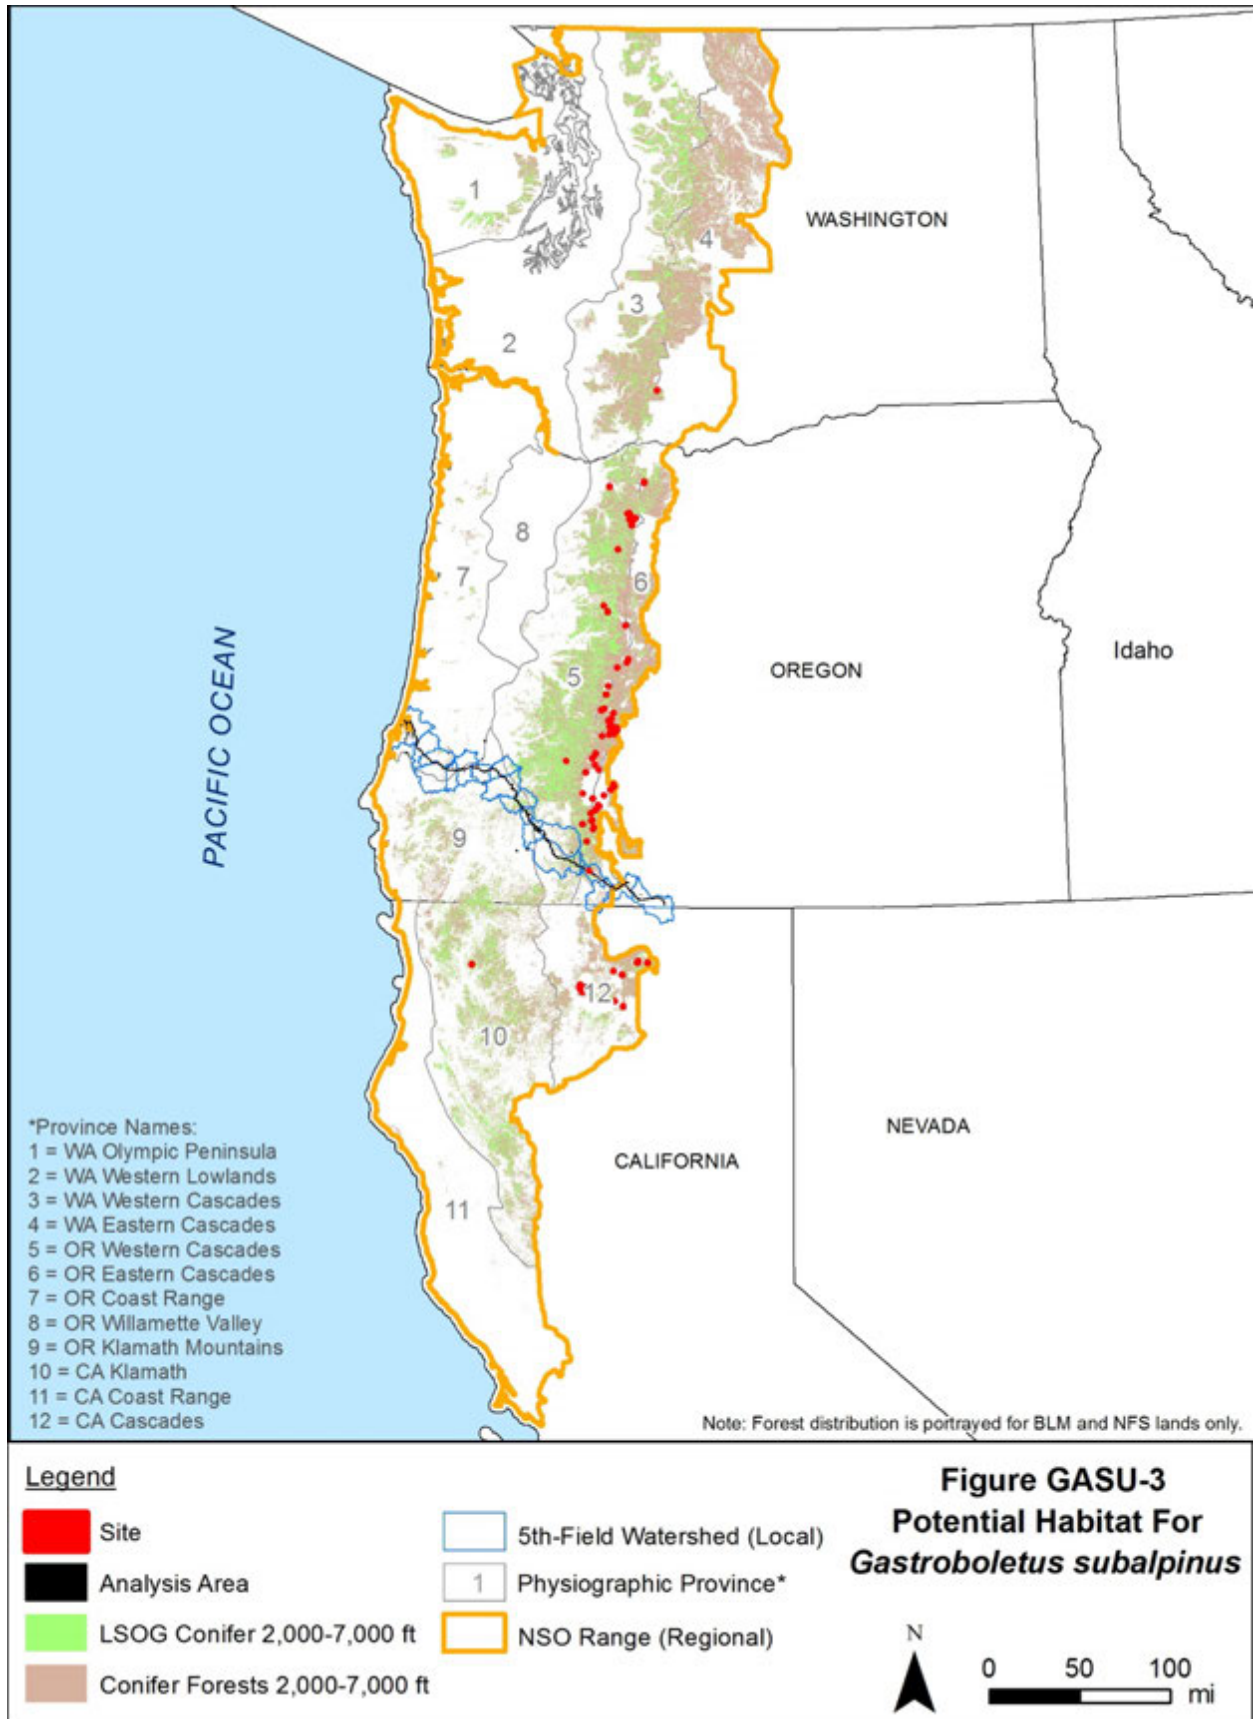 1
2
3
4
WASHINGTON
8
7
6
5
OREGON
Idaho
PACIFIC OCEAN
9
12
10
11
NEVADA
CALIFORNIA
*Province Names:
1 = WA Olympic Peninsula
2 = WA Western Lowlands
3 = WA Western Cascades
4 = WA Eastern Cascades
5 = OR Western Cascades
6 = OR Eastern Cascades
7 = OR Coast Range
8 = OR Willamette Valley
9 = OR Klamath Mountains
10 = CA Klamath
11 = CA Coast Range
12 = CA Cascades
Note: Forest distribution is portrayed for BLM and NFS lands only.
Legend
Site
Analysis Area
LSOG Conifer 2,000-7,000 ft
Conifer Forests 2,000-7,000 ft
5th-Field Watershed (Local)
1 Physiographic Province*
NSO Range (Regional)
Figure GASU-3
Potential Habitat For
Gastroboletus subalpinus
N
0 50 100
mi